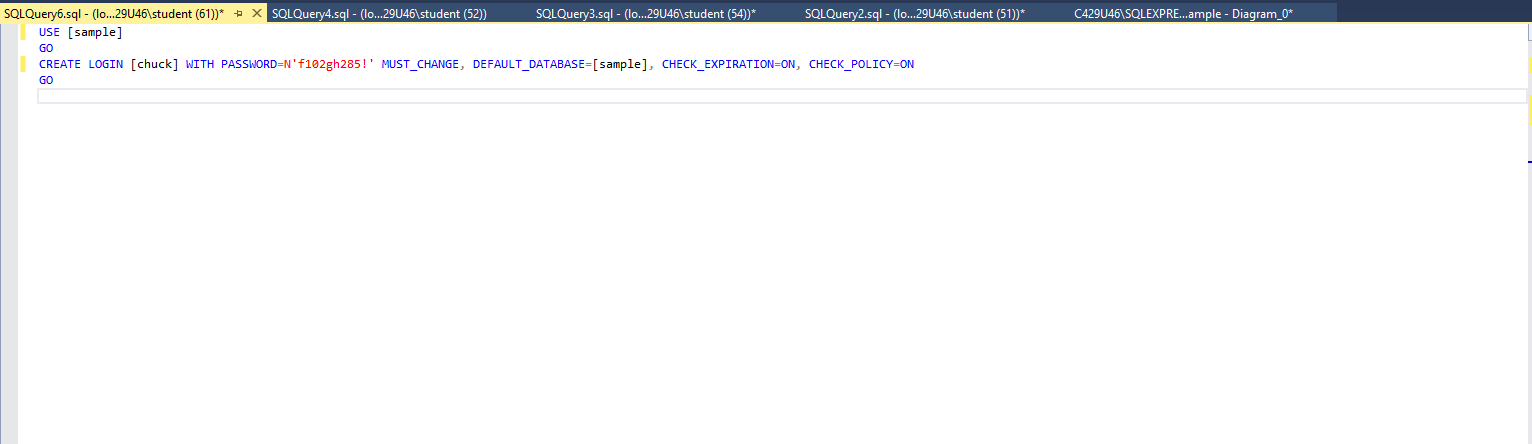 SQLQuery6.sql - (lo...29U46\student (61))* SQLQuery4.sql - (lo...29U46\student (52)) SQLQuery3.sql - (lo...29U46\student (54))* SQLQuery2.sql - (lo...29U46\student (51))* C429U46\SQLEXPRE...ample - Diagram_0*
USE [sample]
GO
CREATE LOGIN [chuck] WITH PASSWORD=N'f102gh285!' MUST_CHANGE, DEFAULT_DATABASE=[sample], CHECK_EXPIRATION=ON, CHECK_POLICY=ON
GO